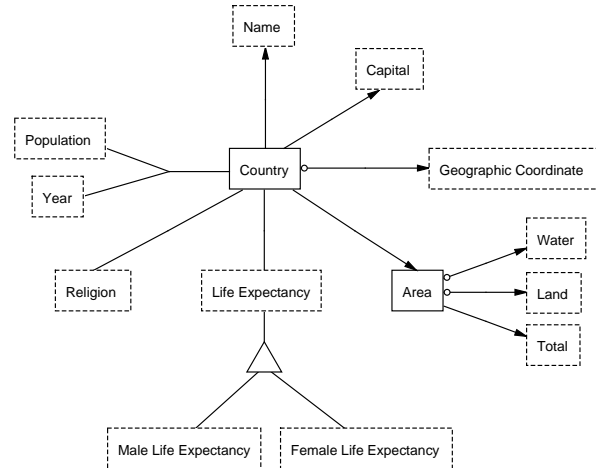 Name
Capital
Population
Country
Geographic Coordinate
Year
Water
Religion
Life Expectancy
Area
Land
Total
Male Life Expectancy
Female Life Expectancy